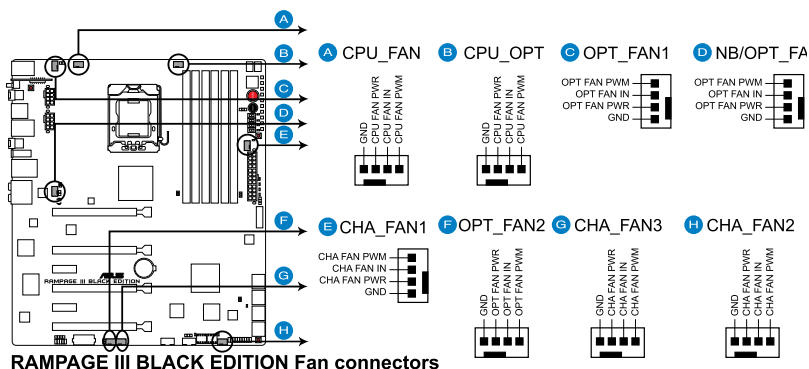 A
B
C
D
E
F
G
H
ASUS
RAMPAGE III BLACK EDITION
A CPU_FAN
GND
CPU FAN PWR
CPU FAN IN
CPU FAN PWM
B CPU_OPT
GND
CPU FAN PWR
CPU FAN IN
CPU FAN PWM
C OPT_FAN1
OPT FAN PWM
OPT FAN IN
OPT FAN PWR
GND
D NB/OPT_FA
OPT FAN PWM
OPT FAN IN
OPT FAN PWR
GND
E CHA_FAN1
CHA FAN PWM
CHA FAN IN
CHA FAN PWR
GND
F OPT_FAN2
GND
OPT FAN PWR
OPT FAN IN
OPT FAN PWM
G CHA_FAN3
GND
CHA FAN PWR
CHA FAN IN
CHA FAN PWM
H CHA_FAN2
GND
CHA FAN PWR
CHA FAN IN
CHA FAN PWM
RAMPAGE III BLACK EDITION Fan connectors